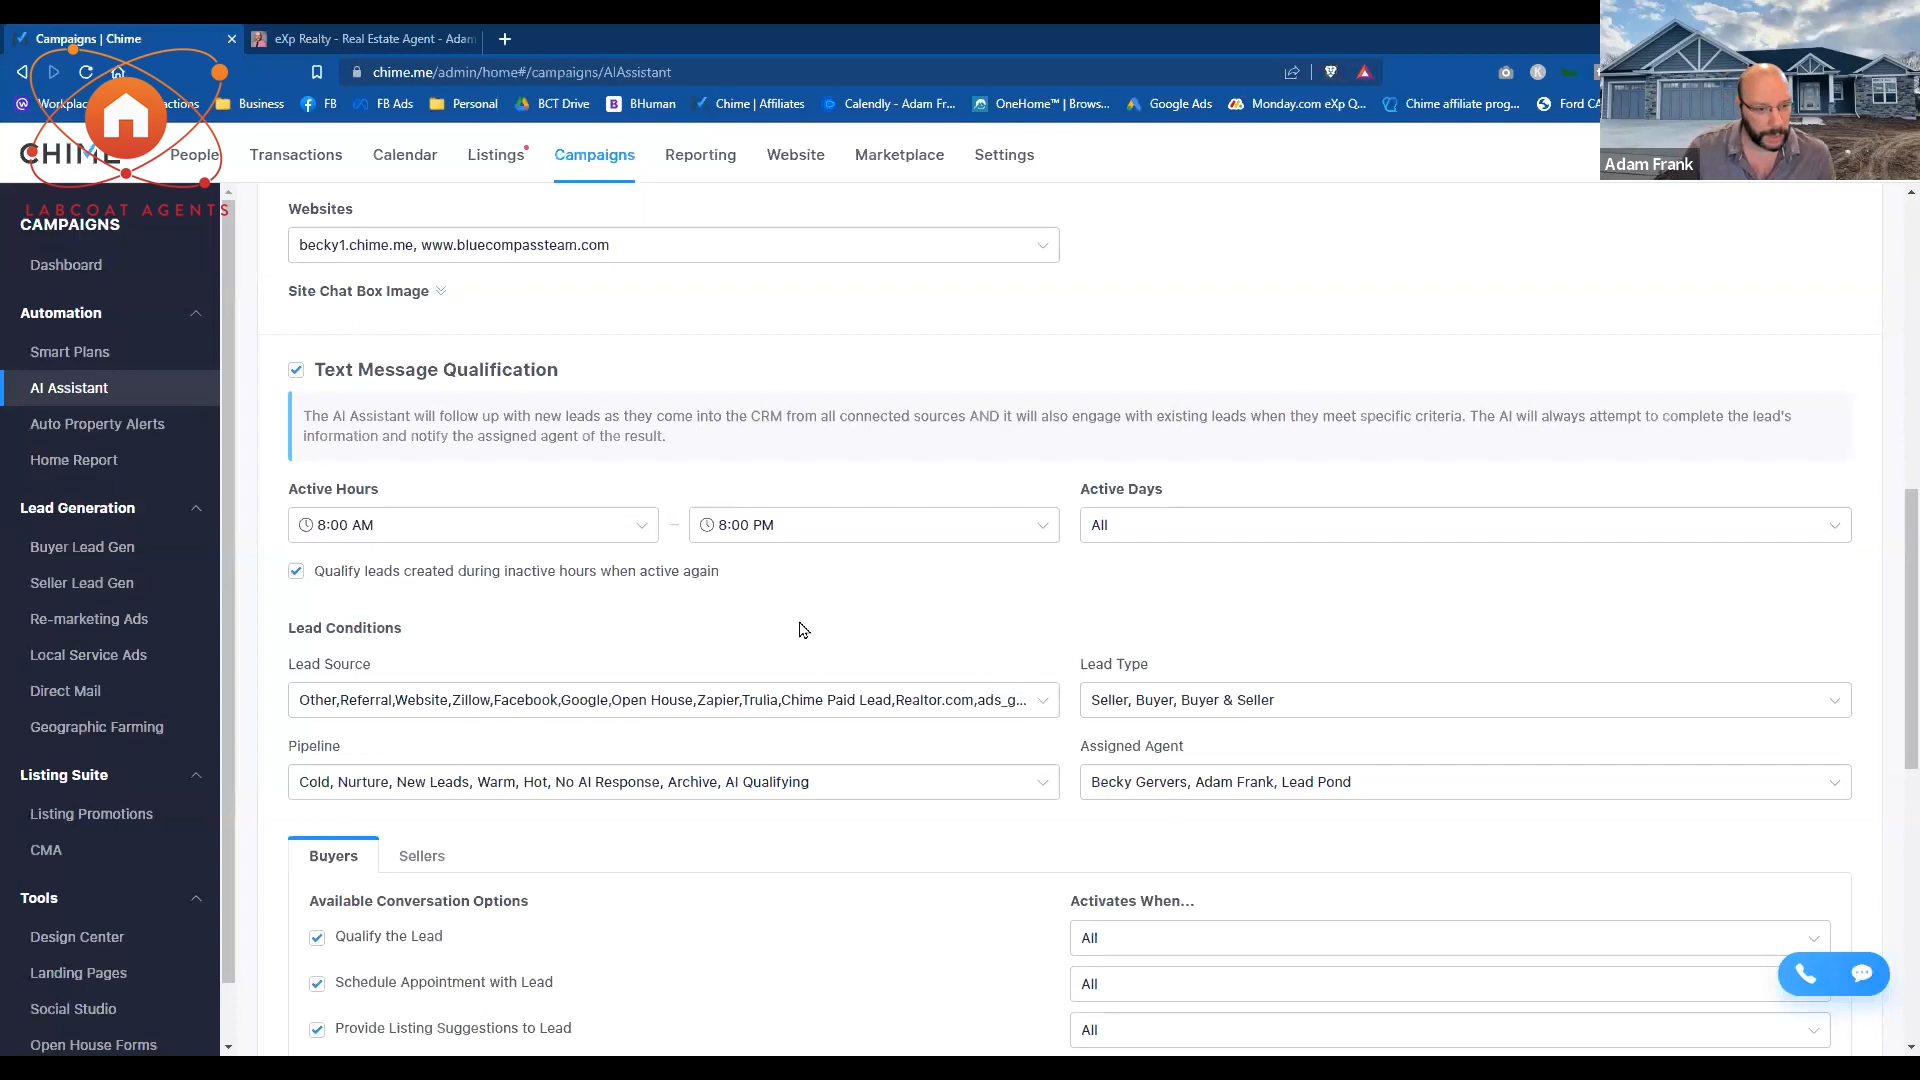 Campaigns | Chime
eXp Realty - Real Estate Agent - Adam
chime.me/admin/home#/campaigns/AIAssistant
Business
FB
FB Ads
Personal
BCT Drive
BHuman
Chime | Affiliates
Calendly - Adam Fr...
OneHome™ | Brows...
Google Ads
Monday.com eXp Q...
Chime affiliate prog...
Adam Frank
CHIME
People
Transactions
Calendar
Listings
Campaigns
Reporting
Website
Marketplace
Settings
LABCOAT AGENTS
CAMPAIGNS
Dashboard
Automation
Smart Plans
AI Assistant
Auto Property Alerts
Home Report
Lead Generation
Buyer Lead Gen
Seller Lead Gen
Re-marketing Ads
Local Service Ads
Direct Mail
Geographic Farming
Listing Suite
Listing Promotions
CMA
Tools
Design Center
Landing Pages
Social Studio
Open House Forms
Websites
becky1.chime.me, www.bluecompassteam.com
Site Chat Box Image
Text Message Qualification
The AI Assistant will follow up with new leads as they come into the CRM from all connected sources AND it will also engage with existing leads when they meet specific criteria. The AI will always attempt to complete the lead's
information and notify the assigned agent of the result.
Active Hours
8:00 AM – 8:00 PM
Active Days
All
Qualify leads created during inactive hours when active again
Lead Conditions
Lead Source
Other,Referral,Website,Zillow,Facebook,Google,Open House,Zapier,Trulia,Chime Paid Lead,Realtor.com,ads_g...
Lead Type
Seller, Buyer, Buyer & Seller
Pipeline
Cold, Nurture, New Leads, Warm, Hot, No AI Response, Archive, AI Qualifying
Assigned Agent
Becky Gervers, Adam Frank, Lead Pond
Buyers
Sellers
Available Conversation Options
Activates When...
Qualify the Lead
All
Schedule Appointment with Lead
All
Provide Listing Suggestions to Lead
All